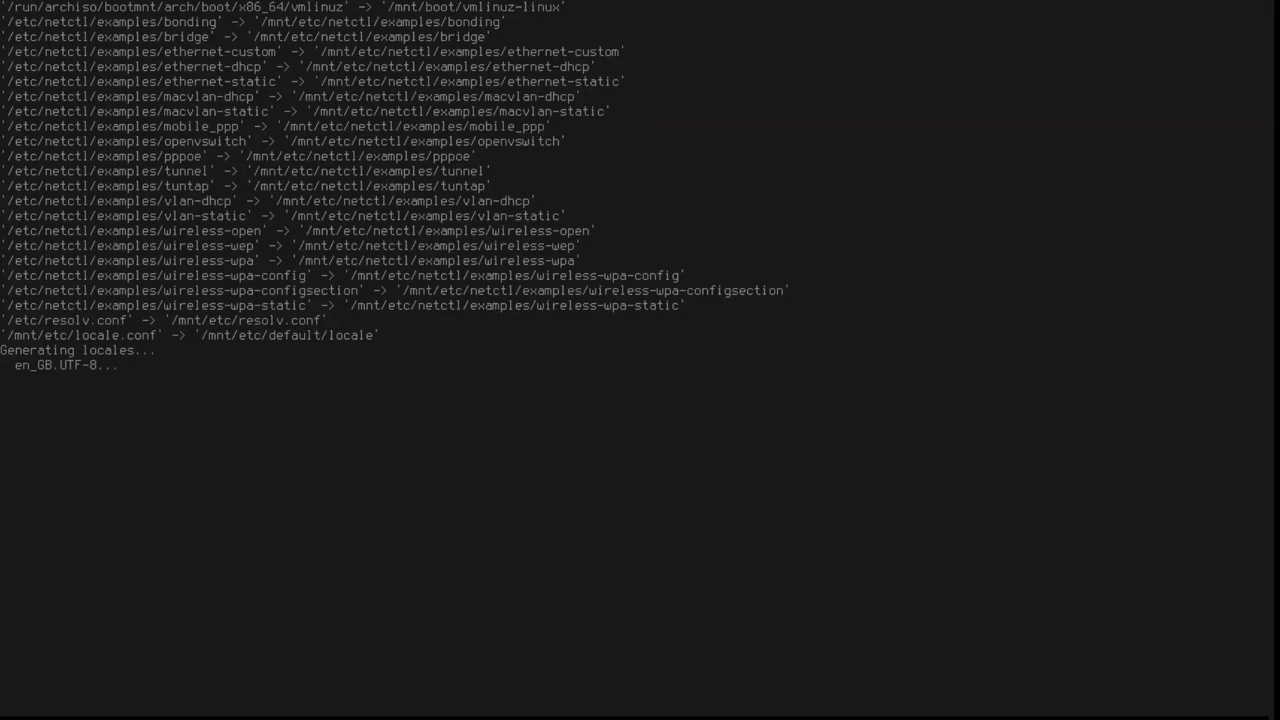 '/run/archiso/bootmnt/arch/boot/x86_64/vmlinuz' -> '/mnt/boot/vmlinuz-linux'
'/etc/netctl/examples/bonding' -> '/mnt/etc/netctl/examples/bonding'
'/etc/netctl/examples/bridge' -> '/mnt/etc/netctl/examples/bridge'
'/etc/netctl/examples/ethernet-custom' -> '/mnt/etc/netctl/examples/ethernet-custom'
'/etc/netctl/examples/ethernet-dhcp' -> '/mnt/etc/netctl/examples/ethernet-dhcp'
'/etc/netctl/examples/ethernet-static' -> '/mnt/etc/netctl/examples/ethernet-static'
'/etc/netctl/examples/macvlan-dhcp' -> '/mnt/etc/netctl/examples/macvlan-dhcp'
'/etc/netctl/examples/macvlan-static' -> '/mnt/etc/netctl/examples/macvlan-static'
'/etc/netctl/examples/mobile_ppp' -> '/mnt/etc/netctl/examples/mobile_ppp'
'/etc/netctl/examples/openvswitch' -> '/mnt/etc/netctl/examples/openvswitch'
'/etc/netctl/examples/pppoe' -> '/mnt/etc/netctl/examples/pppoe'
'/etc/netctl/examples/tunnel' -> '/mnt/etc/netctl/examples/tunnel'
'/etc/netctl/examples/tuntap' -> '/mnt/etc/netctl/examples/tuntap'
'/etc/netctl/examples/vlan-dhcp' -> '/mnt/etc/netctl/examples/vlan-dhcp'
'/etc/netctl/examples/vlan-static' -> '/mnt/etc/netctl/examples/vlan-static'
'/etc/netctl/examples/wireless-open' -> '/mnt/etc/netctl/examples/wireless-open'
'/etc/netctl/examples/wireless-wep' -> '/mnt/etc/netctl/examples/wireless-wep'
'/etc/netctl/examples/wireless-wpa' -> '/mnt/etc/netctl/examples/wireless-wpa'
'/etc/netctl/examples/wireless-wpa-config' -> '/mnt/etc/netctl/examples/wireless-wpa-config'
'/etc/netctl/examples/wireless-wpa-configsection' -> '/mnt/etc/netctl/examples/wireless-wpa-configsection'
'/etc/netctl/examples/wireless-wpa-static' -> '/mnt/etc/netctl/examples/wireless-wpa-static'
'/etc/resolv.conf' -> '/mnt/etc/resolv.conf'
'/mnt/etc/locale.conf' -> '/mnt/etc/default/locale'
Generating locales...
  en_GB.UTF-8...